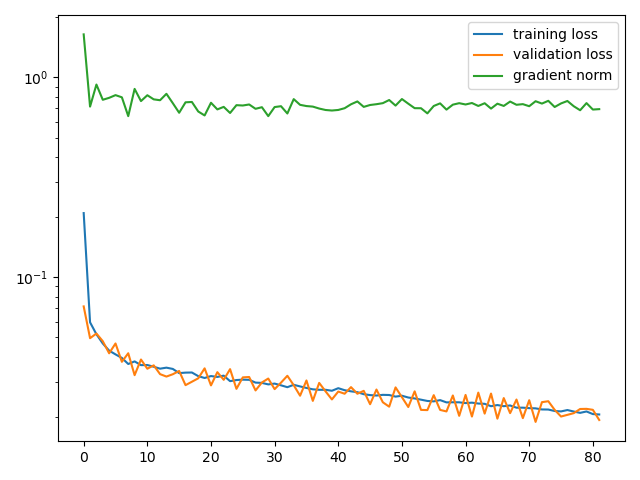 training loss
validation loss
gradient norm
10⁰
10⁻¹
0 10 20 30 40 50 60 70 80